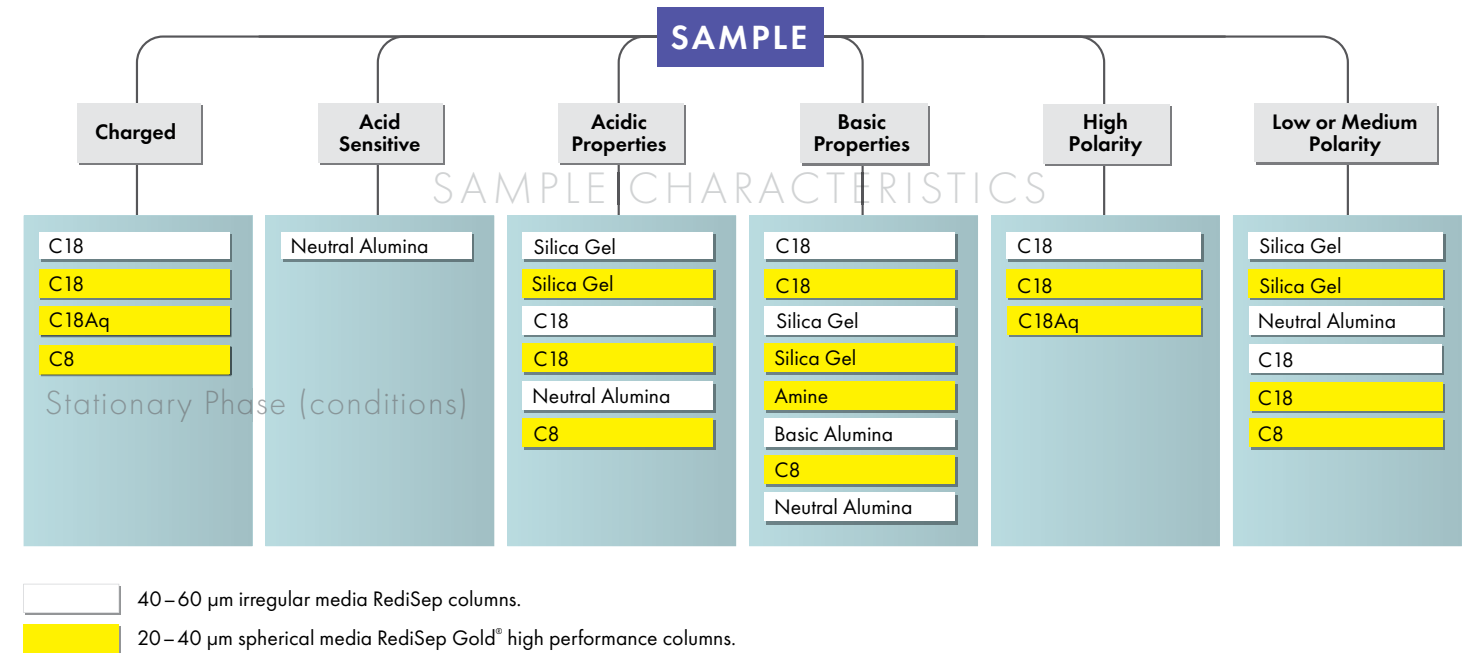 SAMPLE
Charged
Acid
Sensitive
Acidic
Properties
Basic
Properties
High
Polarity
Low or Medium
Polarity
SAMPLE CHARACTERISTICS
C18
C18
C18Aq
C8
Neutral Alumina
Silica Gel
Silica Gel
C18
C18
Neutral Alumina
C8
C18
C18
Silica Gel
Silica Gel
Amine
Basic Alumina
C8
Neutral Alumina
C18
C18
C18Aq
Silica Gel
Silica Gel
Neutral Alumina
C18
C18
C8
Stationary Phase (conditions)
40–60 µm irregular media RediSep columns.
20–40 µm spherical media RediSep Gold® high performance columns.